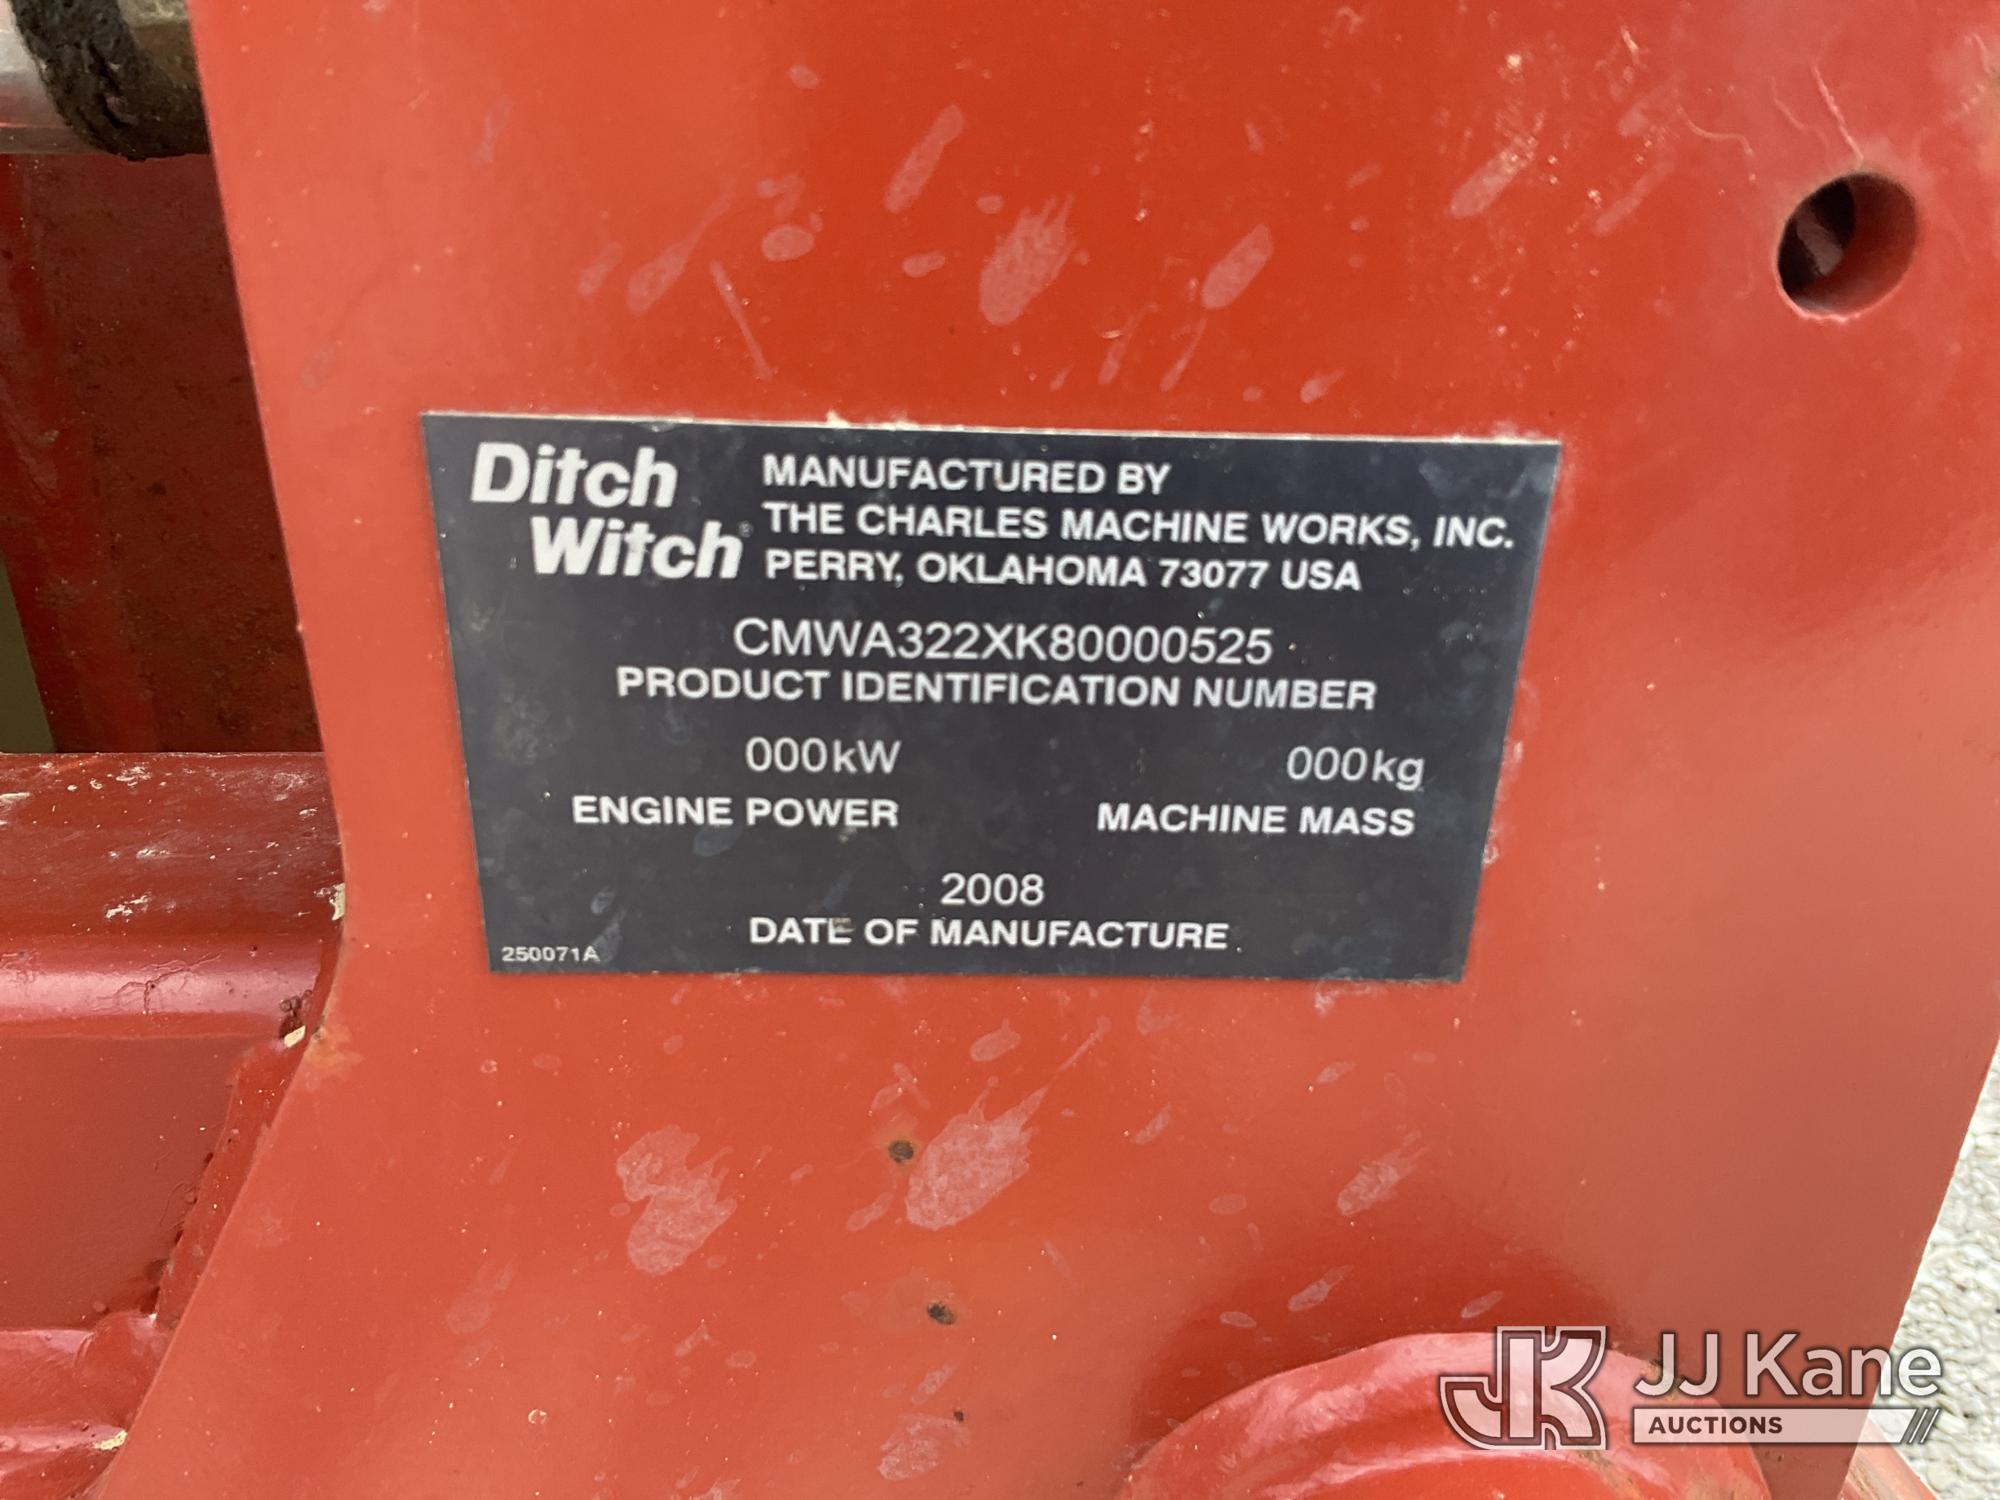 Ditch
Witch®
MANUFACTURED BY
THE CHARLES MACHINE WORKS, INC.
PERRY, OKLAHOMA 73077 USA
CMWA322XK80000525
PRODUCT IDENTIFICATION NUMBER
000kW
ENGINE POWER
000kg
MACHINE MASS
2008
DATE OF MANUFACTURE
250071A
JK
JJ Kane
AUCTIONS